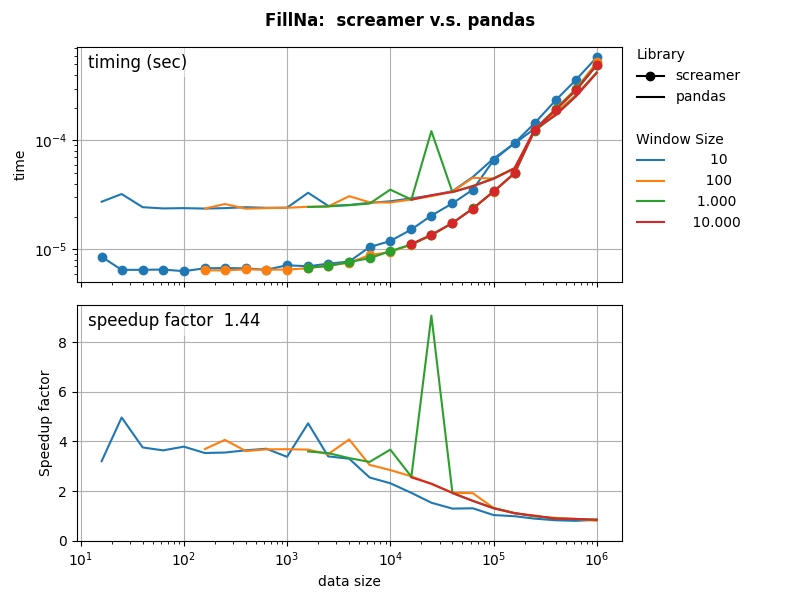 FillNa:  screamer v.s. pandas
timing (sec)
time
10⁻⁴
10⁻⁵
Library
screamer
pandas
Window Size
10
100
1.000
10.000
speedup factor  1.44
Speedup factor
8
6
4
2
0
10¹ 10² 10³ 10⁴ 10⁵ 10⁶
data size